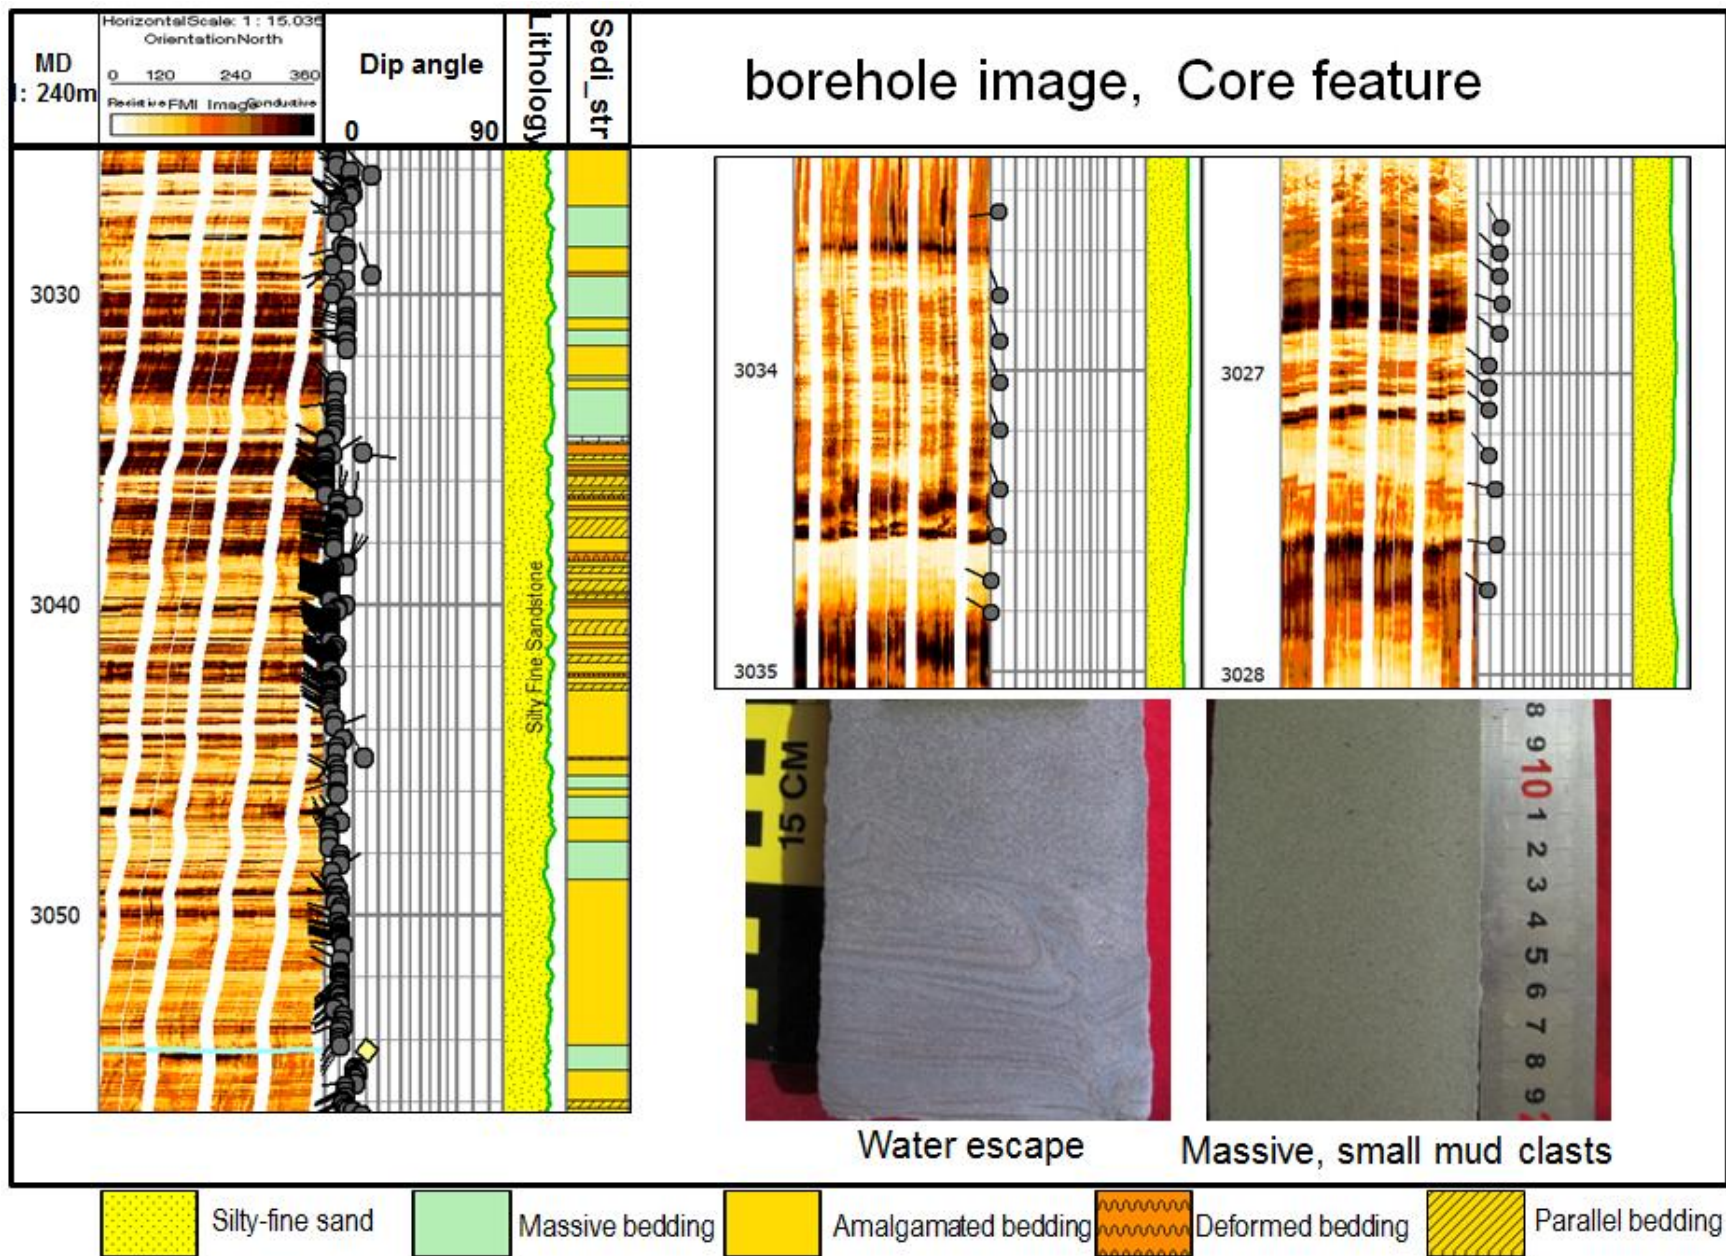 MD
1: 240m
HorizontalScale: 1 : 15.035
OrientationNorth
0 120 240 360
Resistive FMI Image Conductive
Dip angle
0 90
Lithology
Sedi_str
borehole image, Core feature
3030
3040
3050
Silty Fine Sandstone
3034
3035
3027
3028
15 CM
8 9 10 1 2 3 4 5 6 7 8 9
Water escape
Massive, small mud clasts
Silty-fine sand
Massive bedding
Amalgamated bedding
Deformed bedding
Parallel bedding